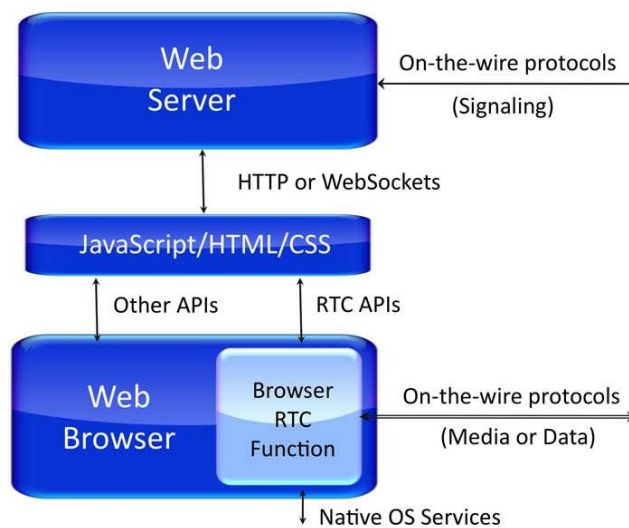 Web
Server
On-the-wire protocols
(Signaling)
HTTP or WebSockets
JavaScript/HTML/CSS
Other APIs
RTC APIs
Web
Browser
Browser
RTC
Function
On-the-wire protocols
(Media or Data)
Native OS Services